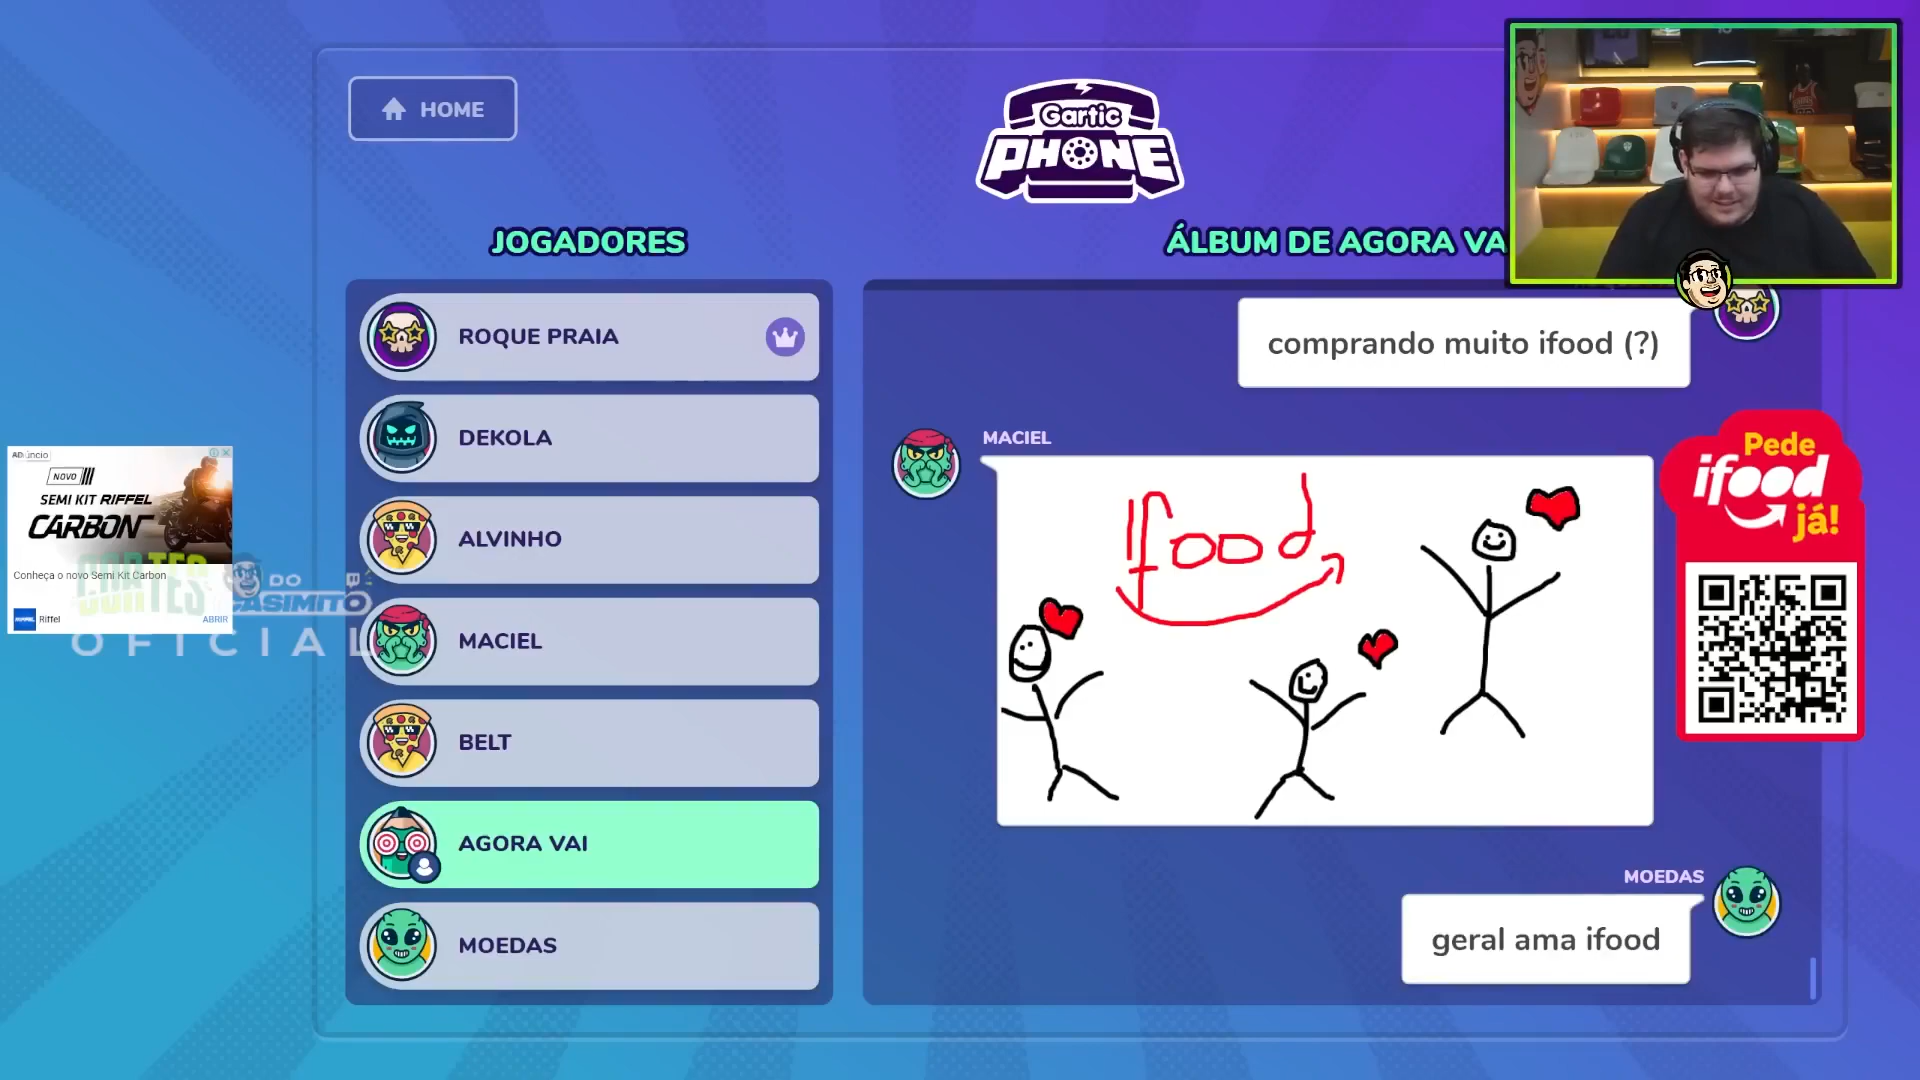 HOME
Gartic
PHONE
JOGADORES
ÁLBUM DE AGORA VA
ROQUE PRAIA
DEKOLA
ALVINHO
MACIEL
BELT
AGORA VAI
MOEDAS
comprando muito ifood (?)
MACIEL
Ifood
MOEDAS
geral ama ifood
Pede
ifood
já!
NOVO
SEMI KIT RIFFEL
CARBON
Conheça o novo Semi Kit Carbon
Riffel
ABRIR
CORTES
DO
CASIMITO
OFICIAL